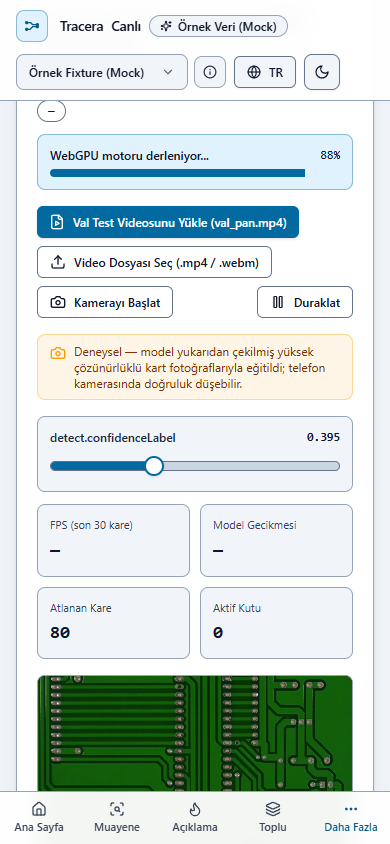 Tracera Canlı Örnek Veri (Mock)
Örnek Fixture (Mock) TR
–
WebGPU motoru derleniyor... 88%
Val Test Videosunu Yükle (val_pan.mp4)
Video Dosyası Seç (.mp4 / .webm)
Kamerayı Başlat Duraklat
Deneysel — model yukarıdan çekilmiş yüksek
çözünürlüklü kart fotoğraflarıyla eğitildi; telefon
kamerasında doğruluk düşebilir.
detect.confidenceLabel 0.395
FPS (son 30 kare) Model Gecikmesi
— —
Atlanan Kare Aktif Kutu
80 0
Ana Sayfa Muayene Açıklama Toplu Daha Fazla